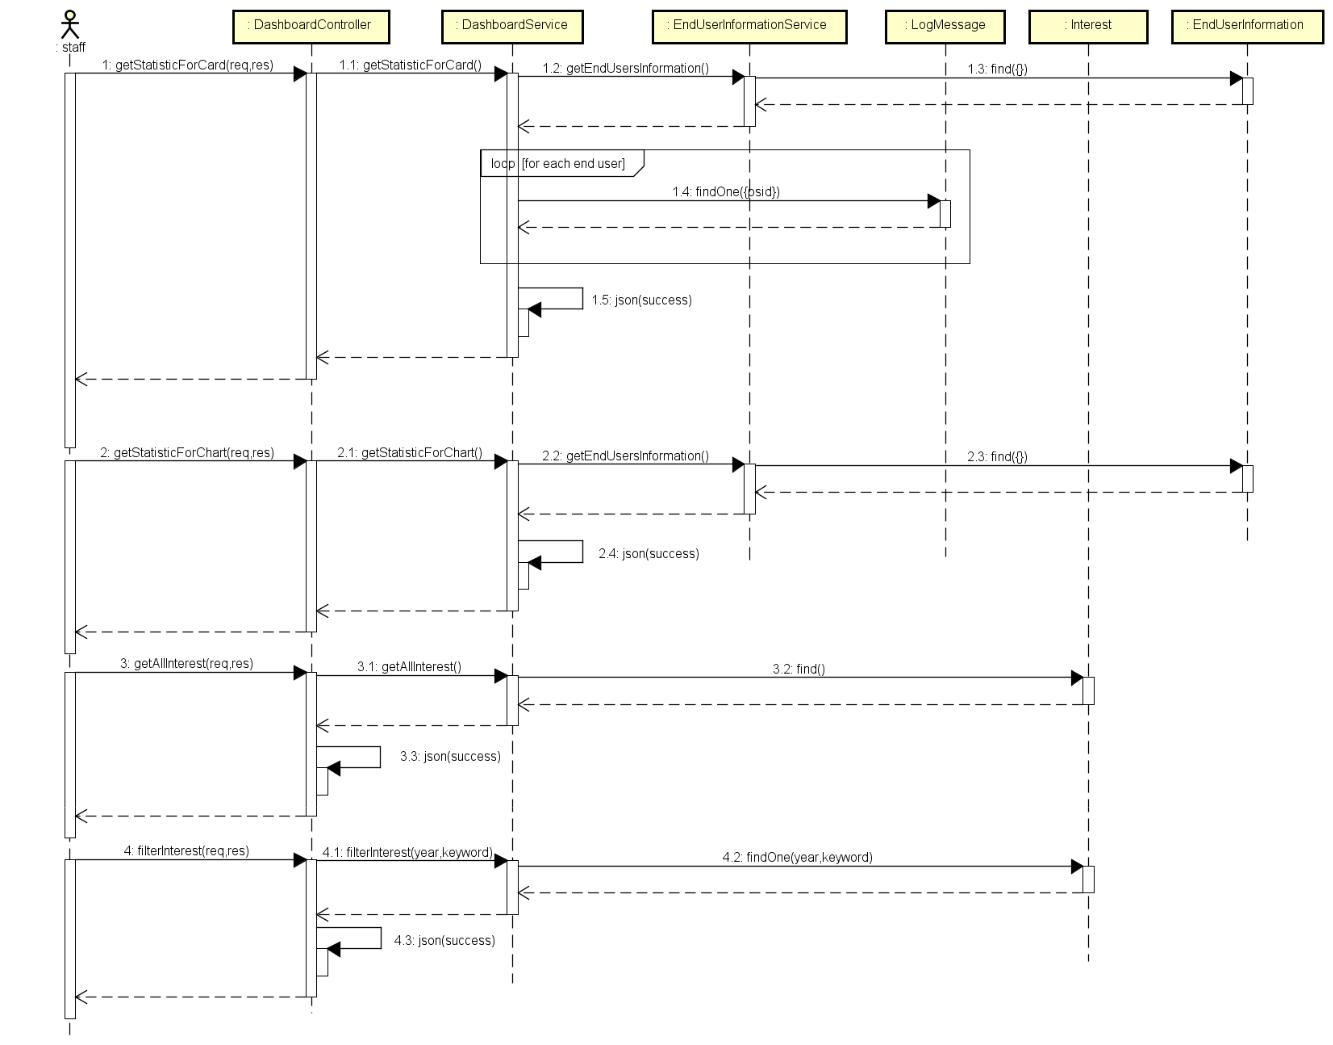 : staff
: DashboardController
: DashboardService
: EndUserInformationService
: LogMessage
: Interest
: EndUserInformation
1: getStatisticForCard(req,res)
1.1: getStatisticForCard()
1.2: getEndUsersInformation()
1.3: find({})
loop [for each end user]
1.4: findOne({psid})
1.5: json(success)
2: getStatisticForChart(req,res)
2.1: getStatisticForChart()
2.2: getEndUsersInformation()
2.3: find({})
2.4: json(success)
3: getAllInterest(req,res)
3.1: getAllInterest()
3.2: find()
3.3: json(success)
4: filterInterest(req,res)
4.1: filterInterest(year,keyword)
4.2: findOne(year,keyword)
4.3: json(success)